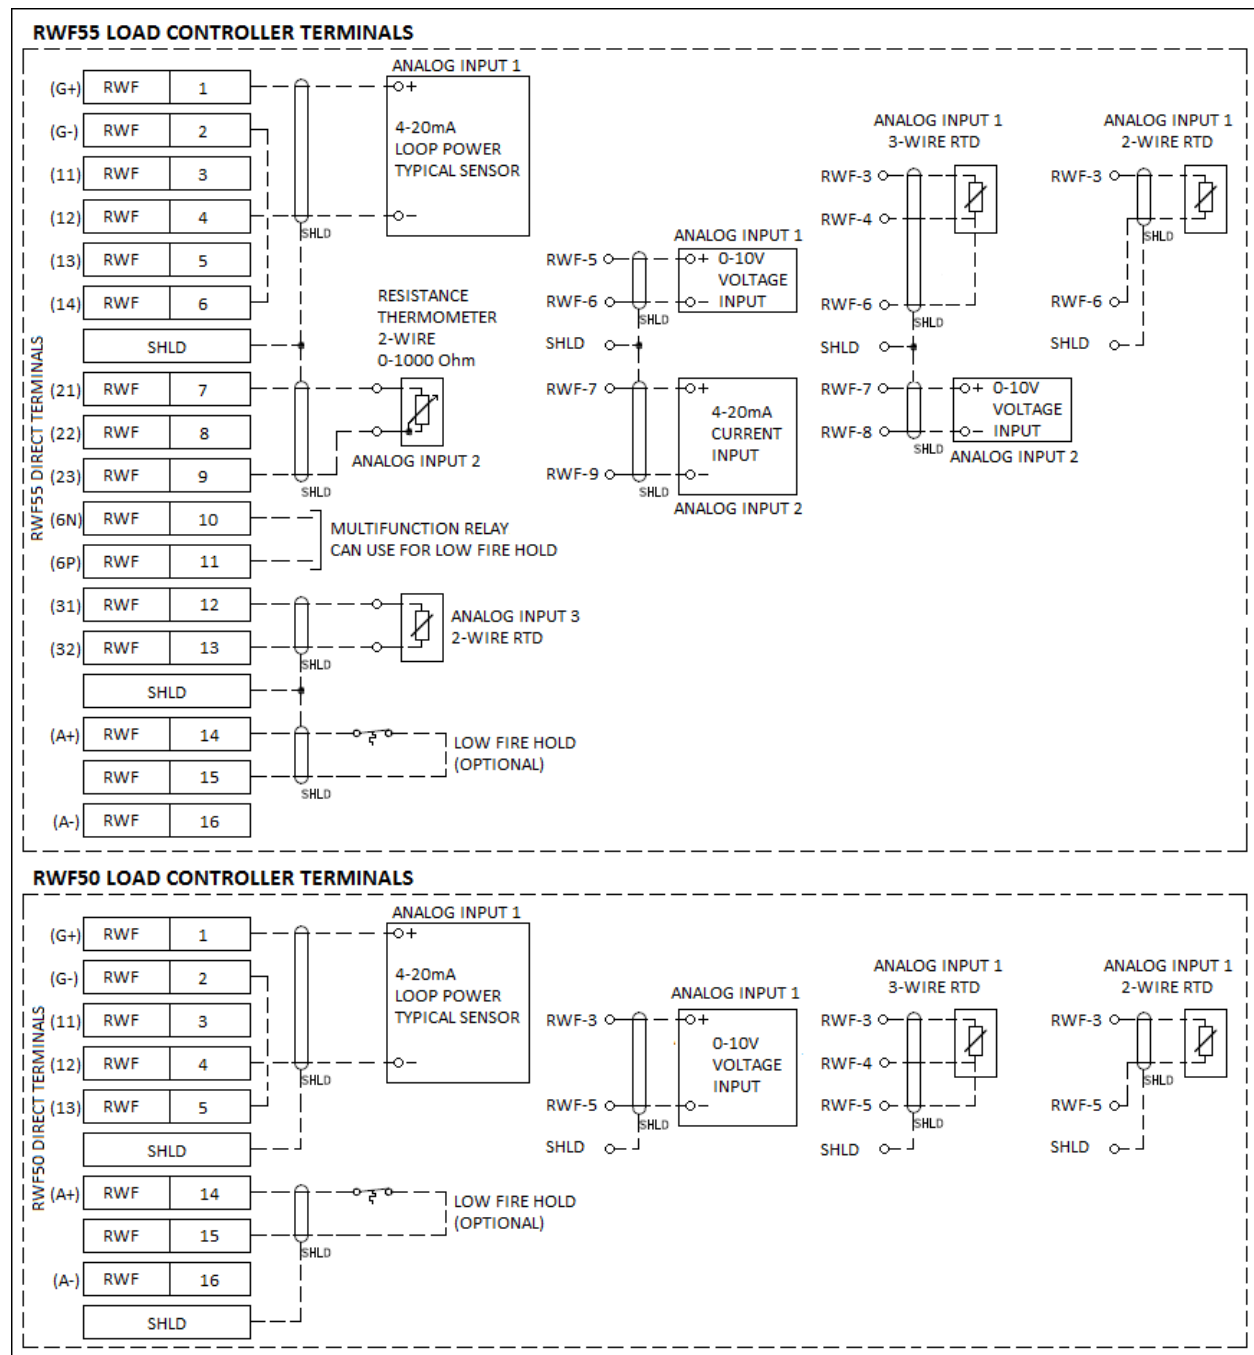 RWF55 LOAD CONTROLLER TERMINALS
RWF55 DIRECT TERMINALS
(G+) RWF 1
(G-) RWF 2
(11) RWF 3
(12) RWF 4
(13) RWF 5
(14) RWF 6
SHLD
(21) RWF 7
(22) RWF 8
(23) RWF 9
(6N) RWF 10
(6P) RWF 11
(31) RWF 12
(32) RWF 13
SHLD
(A+) RWF 14
RWF 15
(A-) RWF 16
ANALOG INPUT 1
+
4-20mA
LOOP POWER
TYPICAL SENSOR
-
SHLD
RESISTANCE
THERMOMETER
2-WIRE
0-1000 Ohm
ANALOG INPUT 2
SHLD
MULTIFUNCTION RELAY
CAN USE FOR LOW FIRE HOLD
ANALOG INPUT 3
2-WIRE RTD
SHLD
LOW FIRE HOLD
(OPTIONAL)
SHLD
ANALOG INPUT 1
RWF-5 + 0-10V
VOLTAGE
RWF-6 - INPUT
SHLD
SHLD
RWF-7 +
4-20mA
CURRENT
INPUT
RWF-9 -
SHLD
ANALOG INPUT 2
ANALOG INPUT 1
3-WIRE RTD
RWF-3
RWF-4
RWF-6
SHLD
SHLD
RWF-7 + 0-10V
VOLTAGE
RWF-8 - INPUT
SHLD
ANALOG INPUT 2
ANALOG INPUT 1
2-WIRE RTD
RWF-3
SHLD
RWF-6
SHLD
RWF50 LOAD CONTROLLER TERMINALS
RWF50 DIRECT TERMINALS
(G+) RWF 1
(G-) RWF 2
(11) RWF 3
(12) RWF 4
(13) RWF 5
SHLD
(A+) RWF 14
RWF 15
(A-) RWF 16
SHLD
ANALOG INPUT 1
+
4-20mA
LOOP POWER
TYPICAL SENSOR
-
SHLD
LOW FIRE HOLD
(OPTIONAL)
SHLD
ANALOG INPUT 1
RWF-3 +
0-10V
VOLTAGE
INPUT
RWF-5 -
SHLD
SHLD
ANALOG INPUT 1
3-WIRE RTD
RWF-3
RWF-4
RWF-5
SHLD
SHLD
ANALOG INPUT 1
2-WIRE RTD
RWF-3
SHLD
RWF-5
SHLD